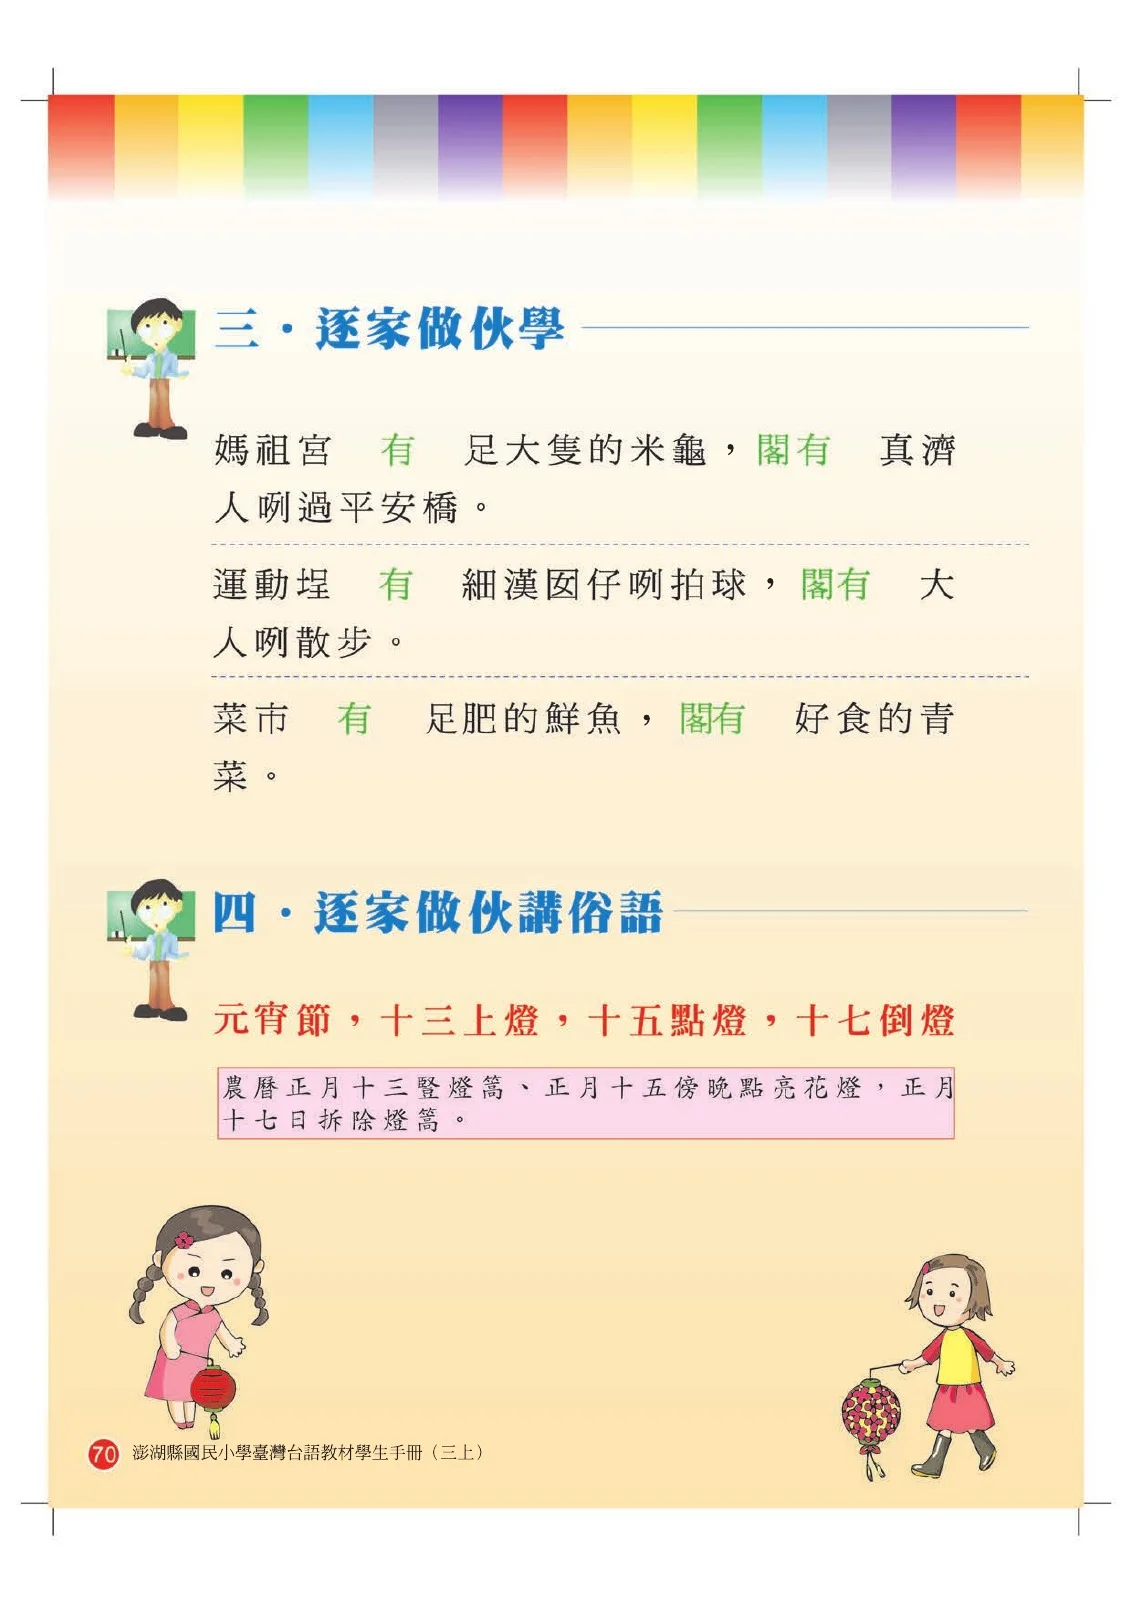 三．逐家做伙學
媽祖宮　有　足大隻的米龜，閣有　真濟
人咧過平安橋。
運動埕　有　細漢囡仔咧拍球，閣有　大
人咧散步。
菜市　有　足肥的鮮魚，閣有　好食的青
菜。
四．逐家做伙講俗語
元宵節，十三上燈，十五點燈，十七倒燈
農曆正月十三豎燈篙、正月十五傍晚點亮花燈，正月
十七日拆除燈篙。
70 澎湖縣國民小學臺灣台語教材學生手冊（三上）